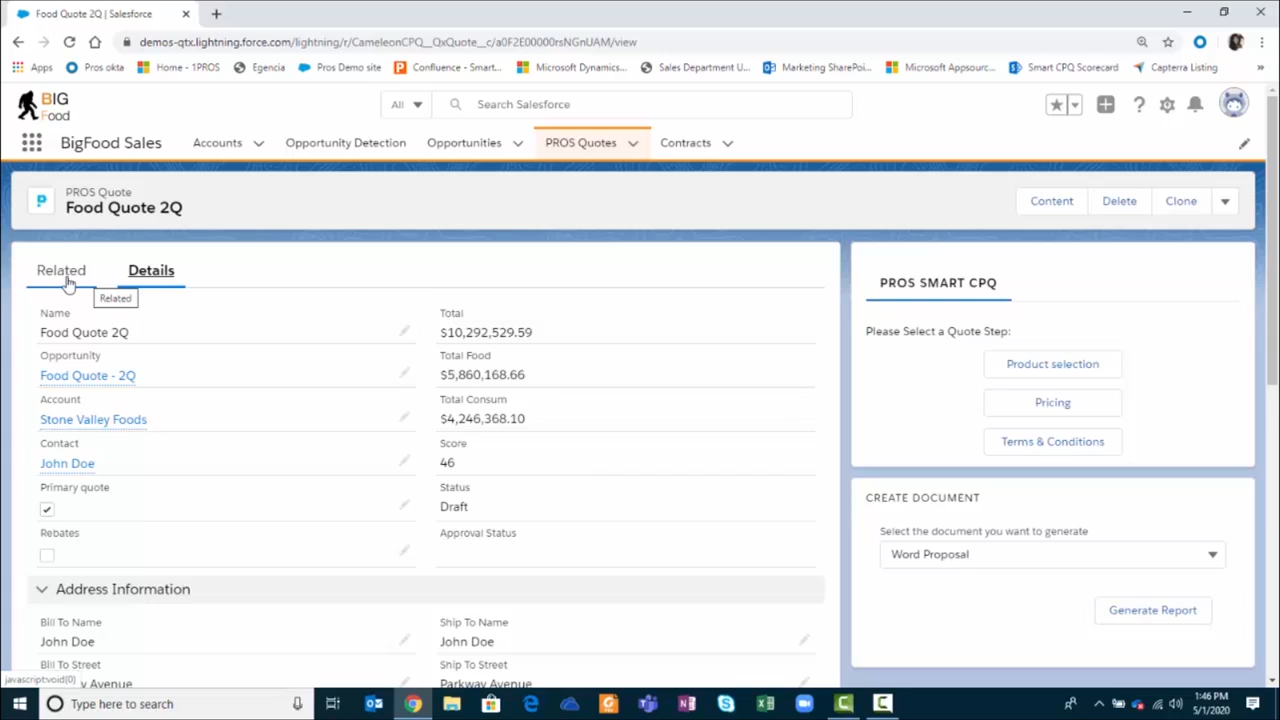 Food Quote 2Q | Salesforce
demos-qtx.lightning.force.com/lightning/r/CameleonCPQ__QxQuote__c/a0F2E00000rsNGnUAM/view
Apps Pros okta Home - 1PROS Egencia Pros Demo site Confluence - Smart... Microsoft Dynamics... Sales Department U... Marketing SharePoi... Microsoft Appsourc... Smart CPQ Scorecard Capterra Listing »
BIG
Food
All Search Salesforce
BigFood Sales Accounts Opportunity Detection Opportunities PROS Quotes Contracts
PROS Quote
Food Quote 2Q
Content Delete Clone
Related Details
Related
Name
Food Quote 2Q
Total
$10,292,529.59
Opportunity
Food Quote - 2Q
Total Food
$5,860,168.66
Account
Stone Valley Foods
Total Consum
$4,246,368.10
Contact
John Doe
Score
46
Primary quote
Status
Draft
Rebates
Approval Status
Address Information
Bill To Name
John Doe
Ship To Name
John Doe
Bill To Street
y Avenue
Ship To Street
Parkway Avenue
PROS SMART CPQ
Please Select a Quote Step:
Product selection
Pricing
Terms & Conditions
CREATE DOCUMENT
Select the document you want to generate
Word Proposal
Generate Report
javascript:void(0)
Type here to search
1:46 PM
5/1/2020